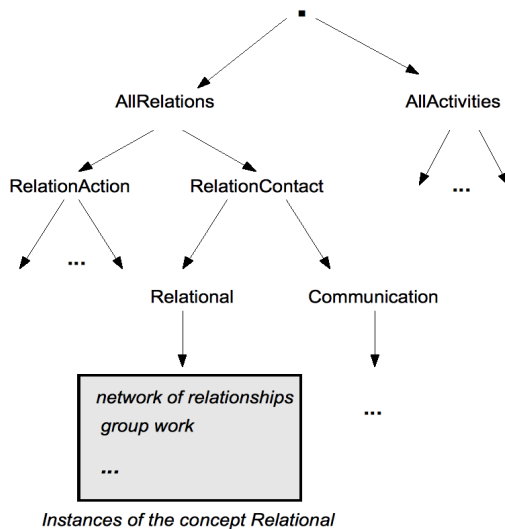 AllRelations
AllActivities
RelationAction
RelationContact
...
...
Relational
Communication
network of relationships
group work
...
...
Instances of the concept Relational